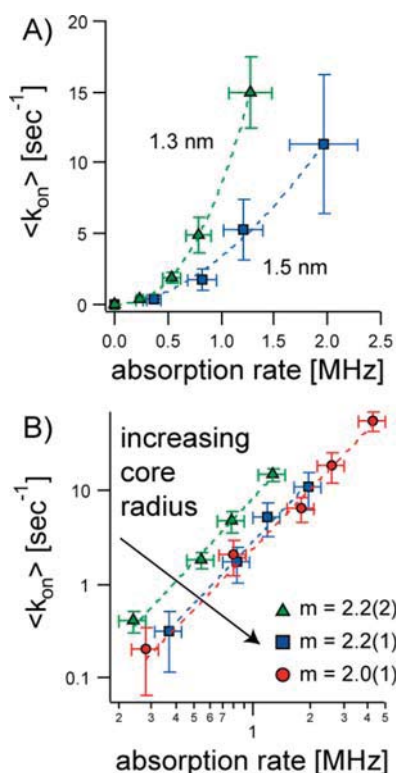 A)
20
15
10
5
0
<k_on> [sec⁻¹]
1.3 nm
1.5 nm
0.0 0.5 1.0 1.5 2.0 2.5
absorption rate [MHz]
B)
increasing
core
radius
10
1
0.1
<k_on> [sec⁻¹]
m = 2.2(2)
m = 2.2(1)
m = 2.0(1)
2 3 4 5 6 7 1 2 3 4 5
absorption rate [MHz]